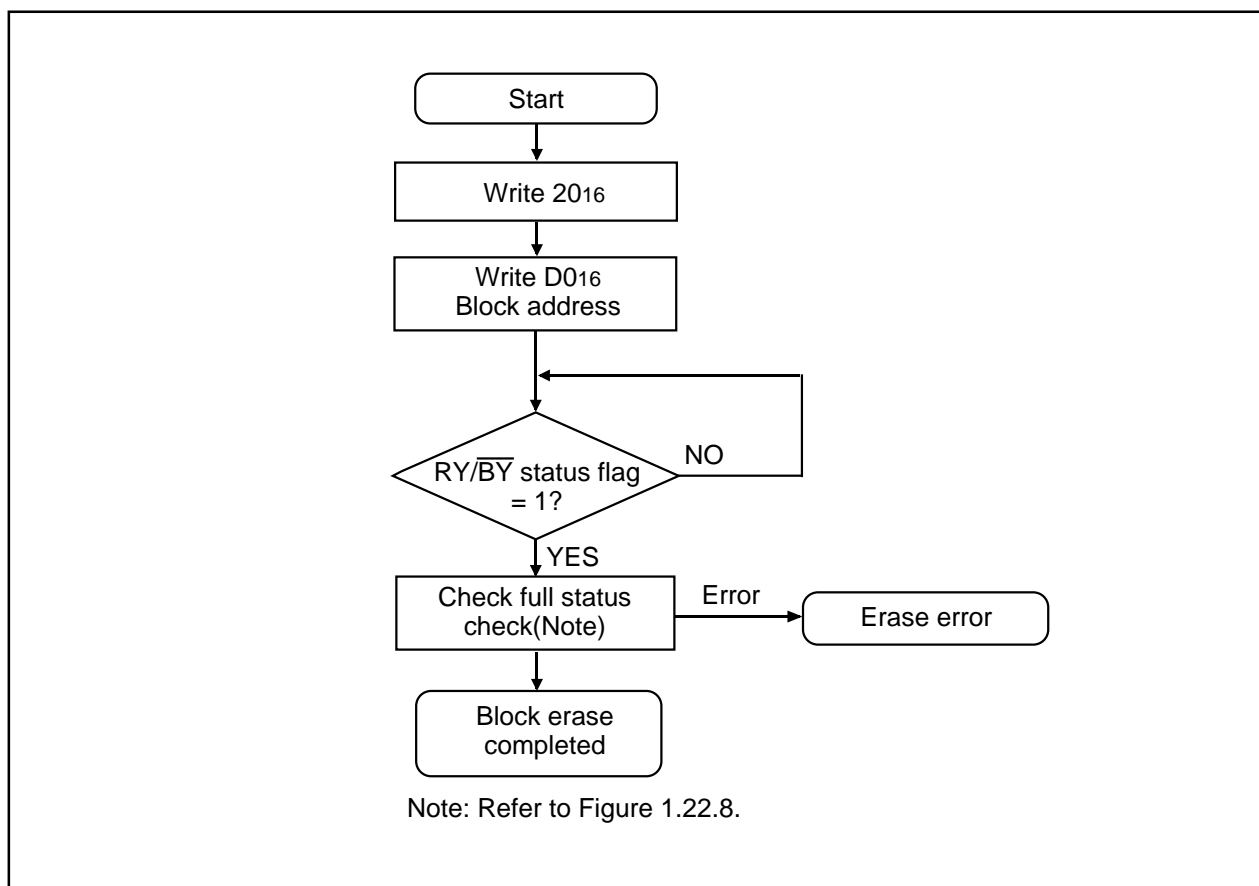 Start
Write 2016
Write D016
Block address
NO
RY/BY status flag
= 1?
YES
Check full status
check(Note)
Error
Erase error
Block erase
completed
Note: Refer to Figure 1.22.8.